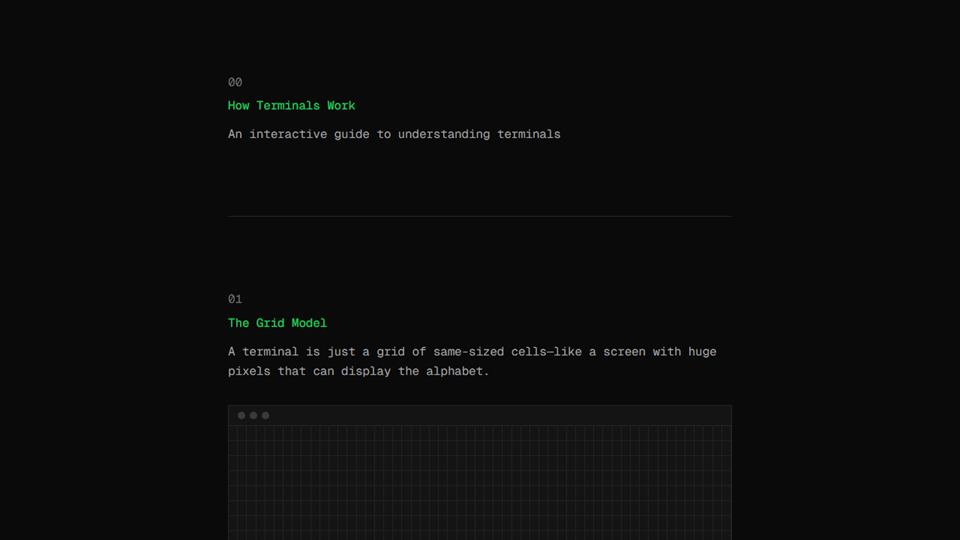 00
How Terminals Work
An interactive guide to understanding terminals
01
The Grid Model
A terminal is just a grid of same-sized cells—like a screen with huge
pixels that can display the alphabet.